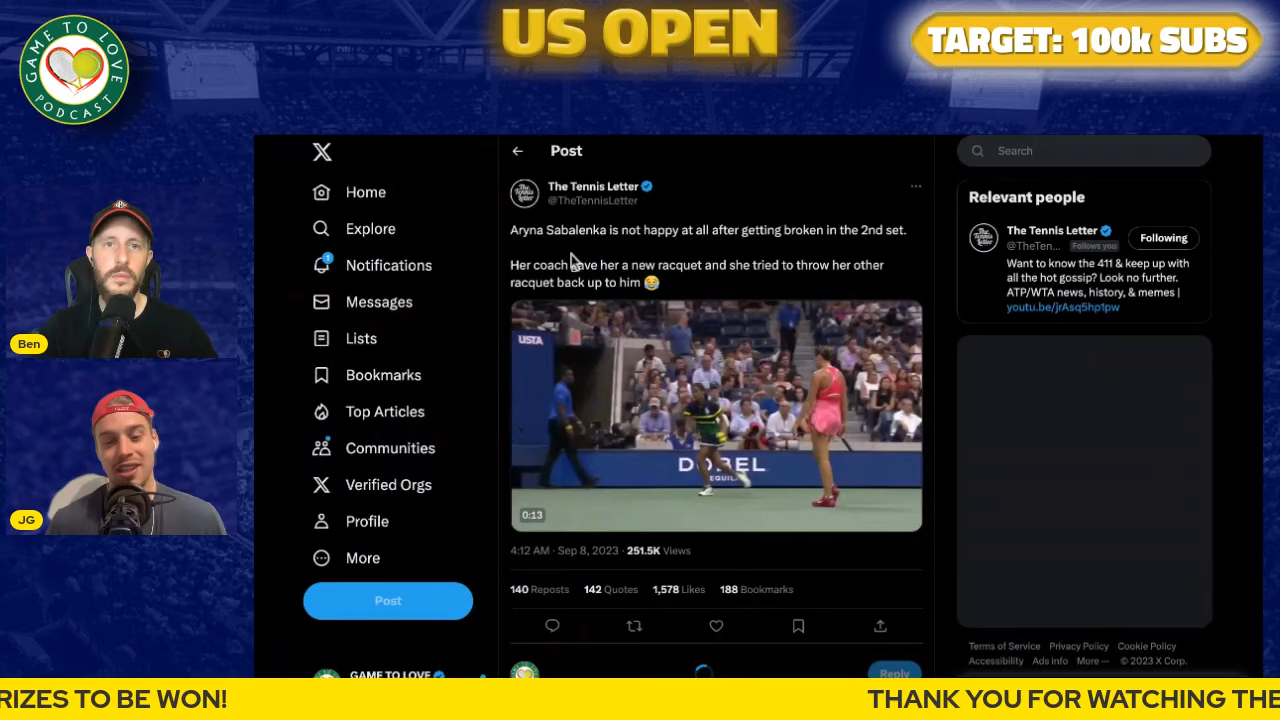 GAME TO LOVE
PODCAST
US OPEN
TARGET: 100k SUBS
Ben
JG
X
Home
Explore
1
Notifications
Messages
Lists
Bookmarks
Top Articles
Communities
Verified Orgs
Profile
More
Post
GAME TO LOVE
Post
The Tennis Letter
@TheTennisLetter
Aryna Sabalenka is not happy at all after getting broken in the 2nd set.
Her coach ave her a new racquet and she tried to throw her other
racquet back up to him 😂
USTA
DOBEL
EQUIL
0:13
4:12 AM · Sep 8, 2023 · 251.5K Views
140 Reposts 142 Quotes 1,578 Likes 188 Bookmarks
Reply
Search
Relevant people
The Tennis Letter
@TheTen... Follows you
Following
Want to know the 411 & keep up with
all the hot gossip? Look no further.
ATP/WTA news, history, & memes |
youtu.be/jrAsq5hp1pw
Terms of Service Privacy Policy Cookie Policy
Accessibility Ads info More ··· © 2023 X Corp.
RIZES TO BE WON!
THANK YOU FOR WATCHING THE